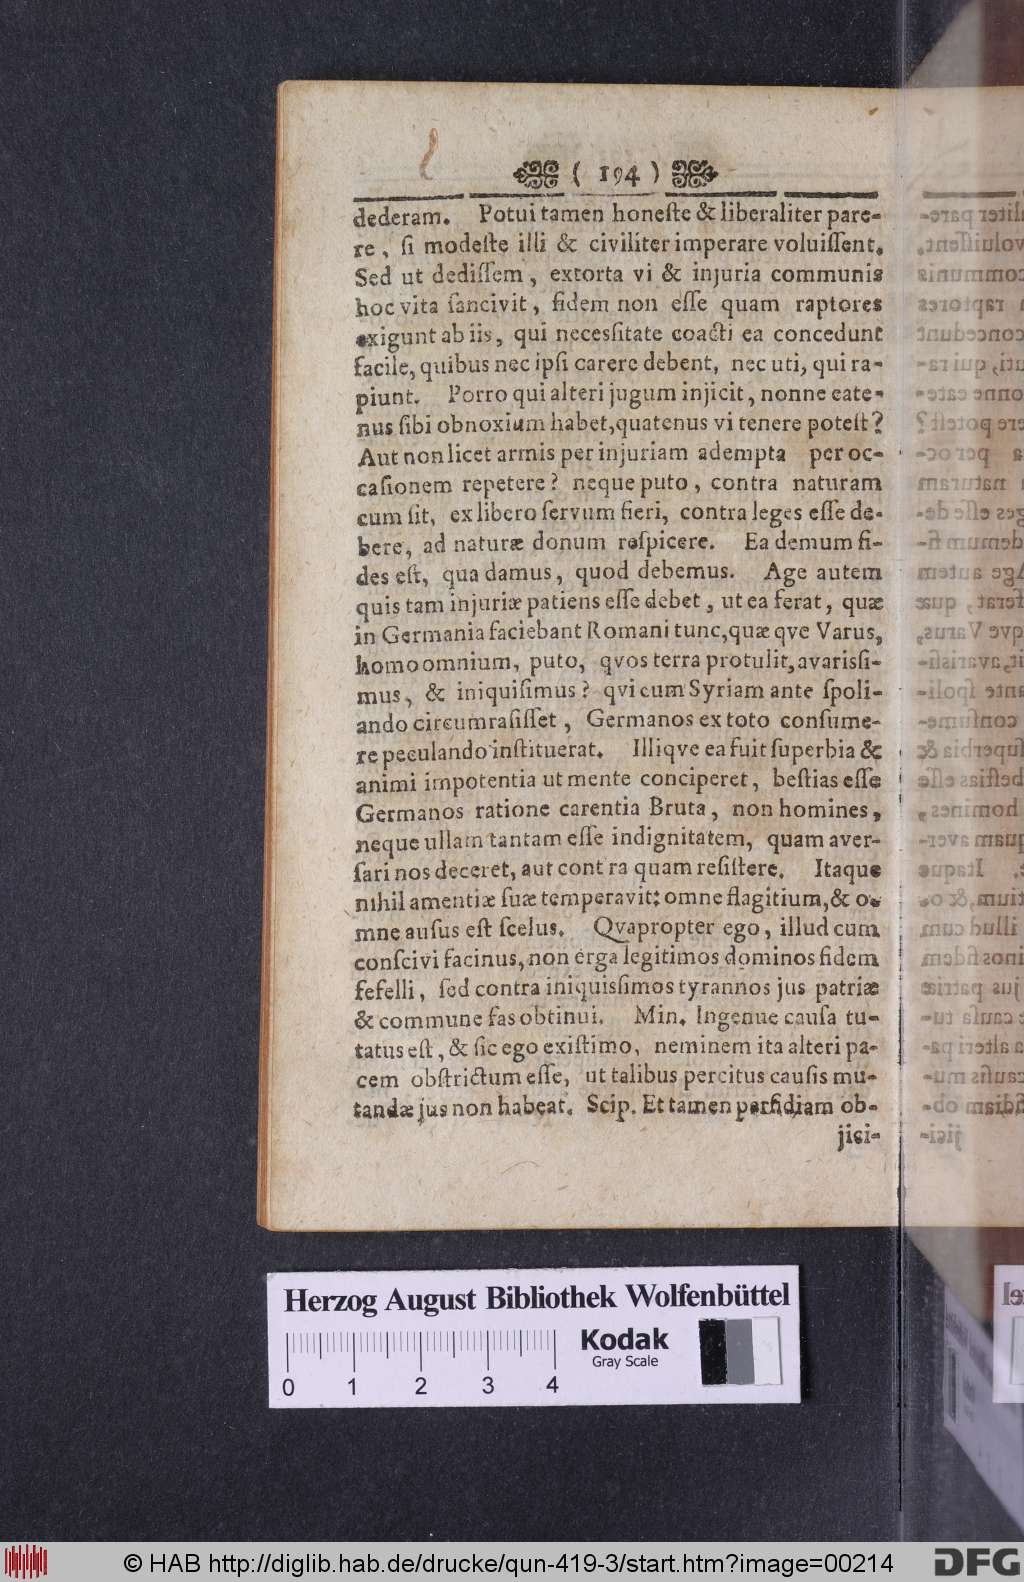 ( 194 )
dederam. Potui tamen honeſte & liberaliter pare-
re, ſi modeſte illi & civiliter imperare voluiſſent.
Sed ut dediſſem, extorta vi & injuria communis
hoc vita ſancivit, fidem non eſſe quam raptores
exigunt ab iis, qui necesſitate coacti ea concedunt
facile, quibus nec ipſi carere debent, nec uti, qui ra-
piunt. Porro qui alteri jugum injicit, nonne eate-
nus ſibi obnoxium habet, quatenus vi tenere poteſt?
Aut non licet armis per injuriam adempta per oc-
caſionem repetere? neque puto, contra naturam
cum ſit, ex libero ſervum fieri, contra leges eſſe de-
bere, ad naturæ donum reſpicere. Ea demum fi-
des eſt, qua damus, quod debemus. Age autem
quis tam injuriæ patiens eſſe debet, ut ea ferat, quæ
in Germania faciebant Romani tunc, quæqve Varus,
homo omnium, puto, qvos terra protulit, avarisſi-
mus, & iniquiſimus? qvi cum Syriam ante ſpoli-
ando circumraſiſſet, Germanos ex toto conſume-
re peculando inſtituerat. Illiqve ea fuit ſuperbia &
animi impotentia ut mente conciperet, beſtias eſſe
Germanos ratione carentia Bruta, non homines,
neque ullam tantam eſſe indignitatem, quam aver-
ſari nos deceret, aut contra quam reſiſtere. Itaque
nihil amentiæ ſuæ temperavit: omne flagitium, & o-
mne auſus eſt ſcelus. Qvapropter ego, illud cum
conſcivi facinus, non erga legitimos dominos fidem
fefelli, ſed contra iniquisſimos tyrannos jus patriæ
& commune fas obtinui. Min. Ingenue cauſa tu-
tatus eſt, & ſic ego exiſtimo, neminem ita alteri pa-
cem obſtrictum eſſe, ut talibus percitus cauſis mu-
tandæ jus non habeat. Scip. Et tamen perfidiam ob-
jici-
Herzog August Bibliothek Wolfenbüttel
0 1 2 3 4
Kodak
Gray Scale
© HAB http://diglib.hab.de/drucke/qun-419-3/start.htm?image=00214
DFG